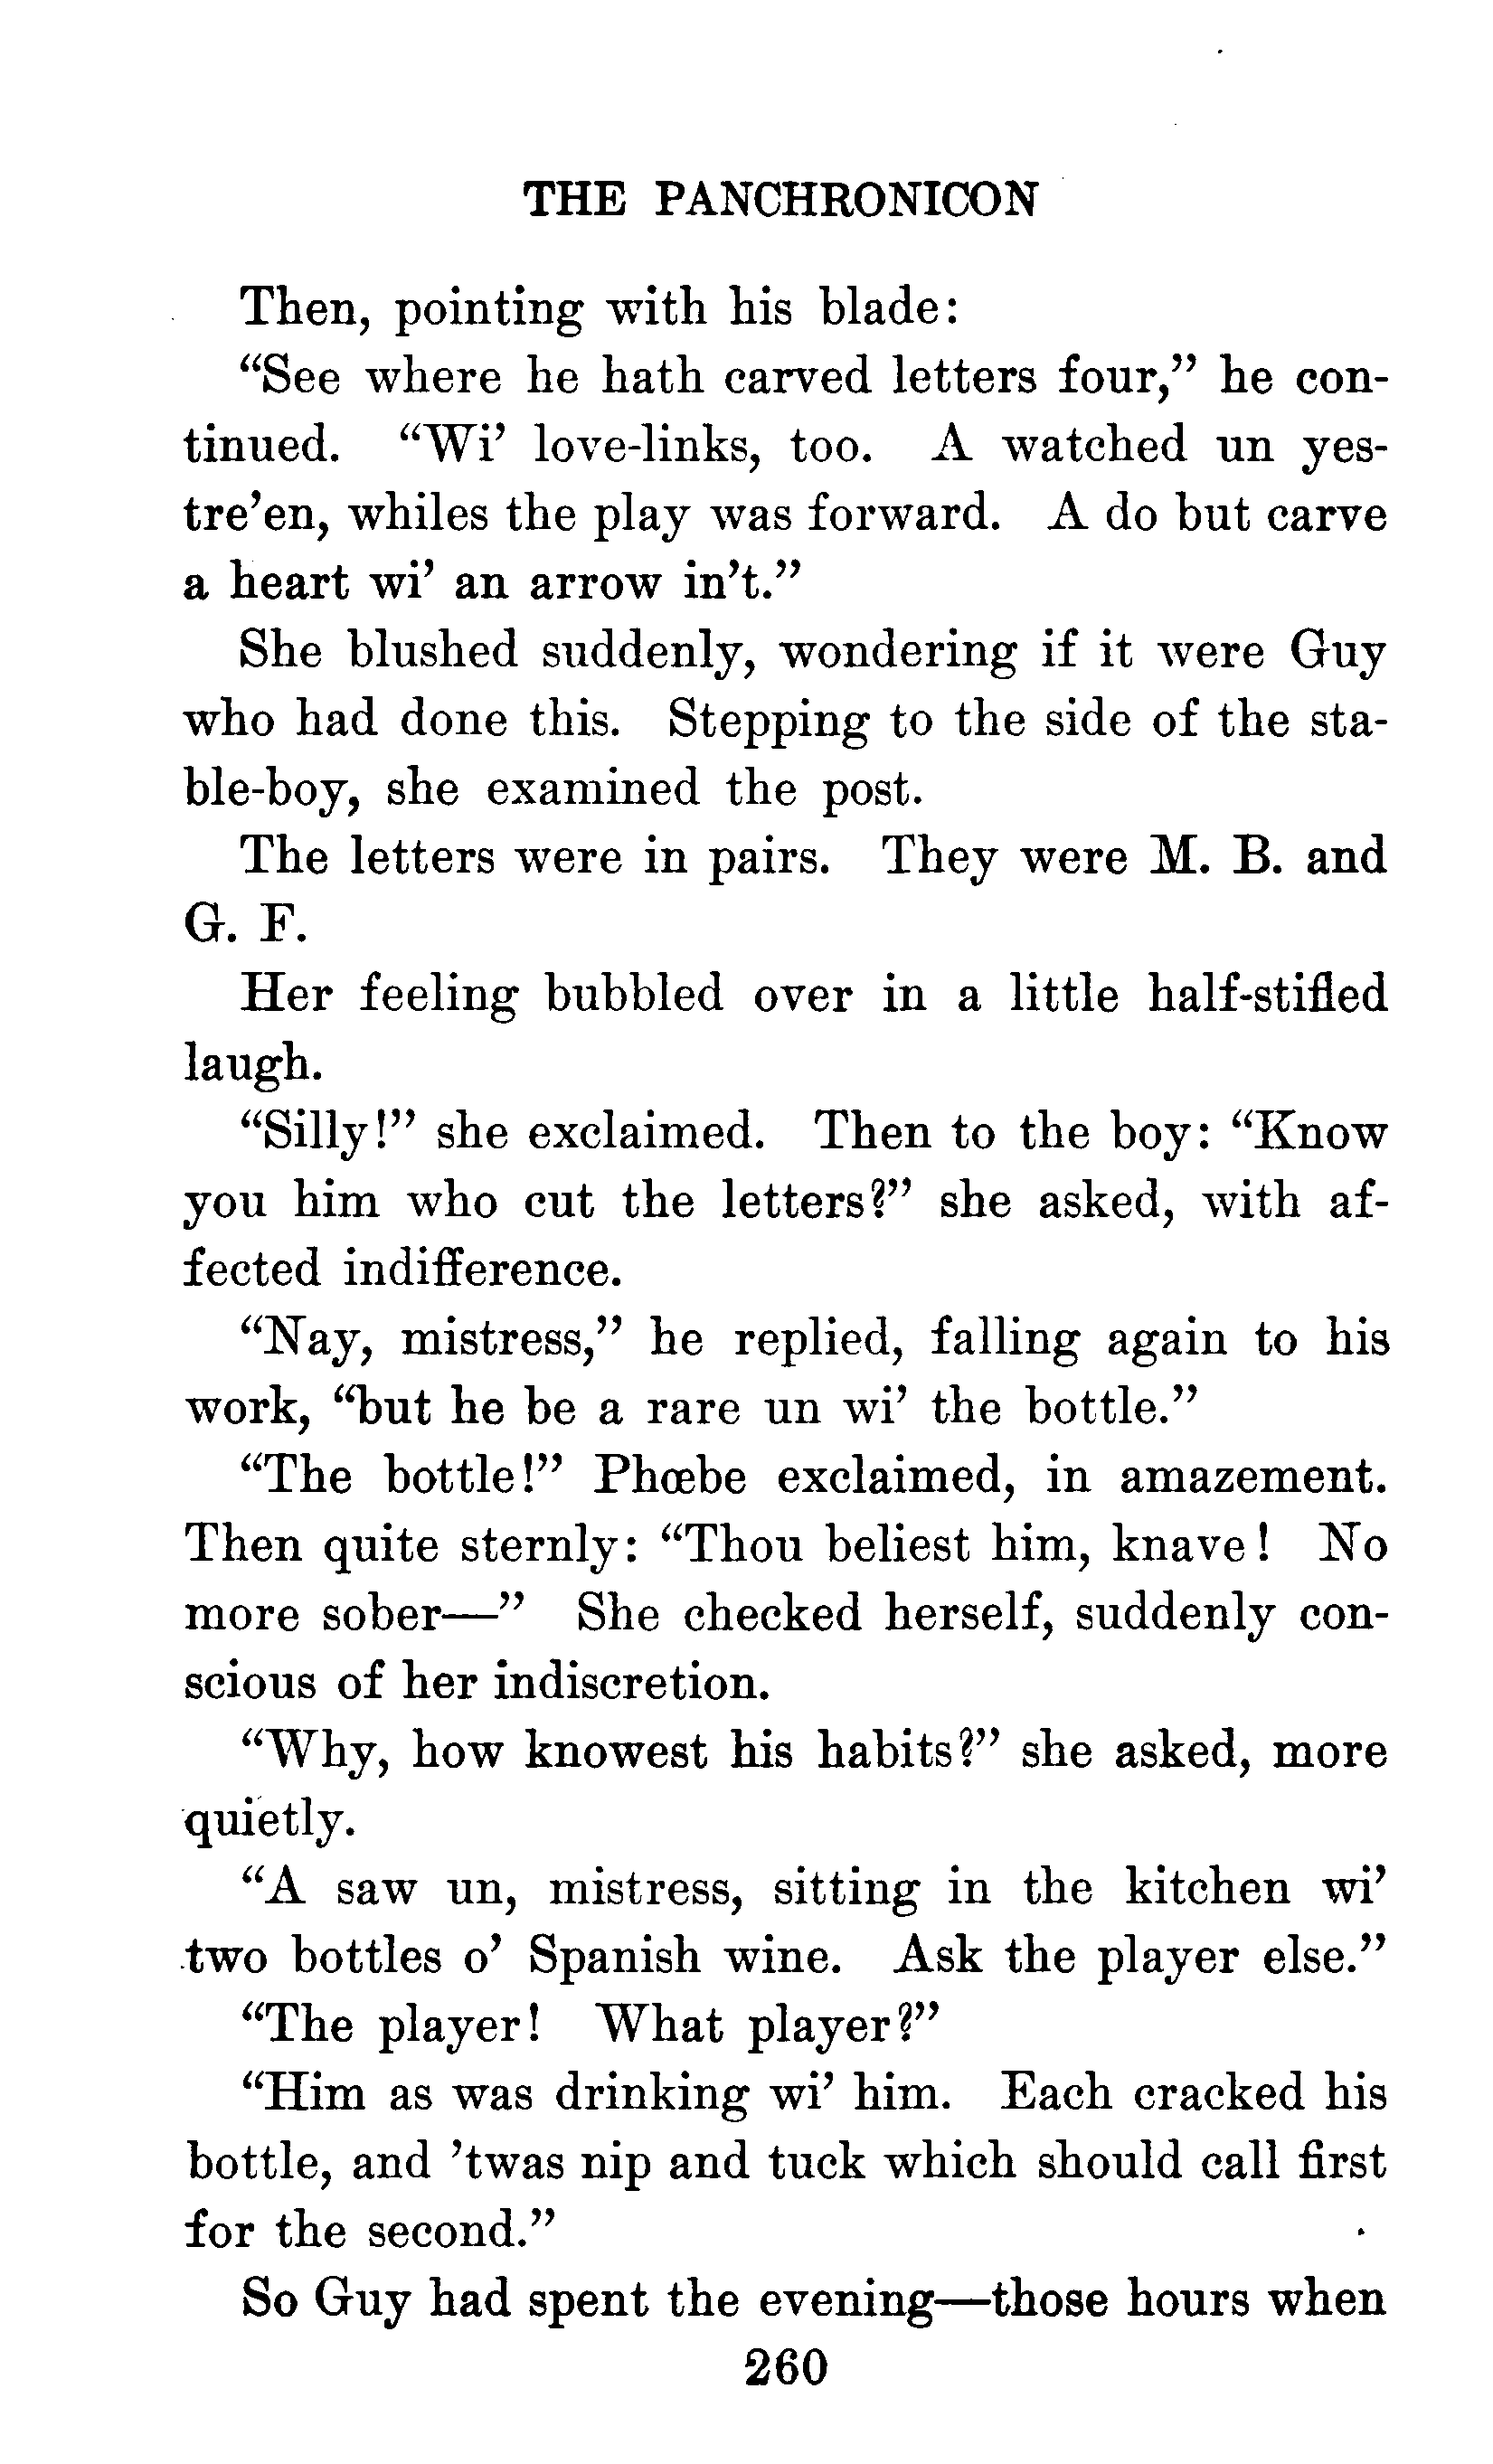 THE PANCHRONICON
Then, pointing with his blade:
“See where he hath carved letters four,” he con-
tinued. “Wi’ love-links, too. A watched un yes-
tre’en, whiles the play was forward. A do but carve
a heart wi’ an arrow in’t.”
She blushed suddenly, wondering if it were Guy
who had done this. Stepping to the side of the sta-
ble-boy, she examined the post.
The letters were in pairs. They were M. B. and
G. F.
Her feeling bubbled over in a little half-stifled
laugh.
“Silly!” she exclaimed. Then to the boy: “Know
you him who cut the letters?” she asked, with af-
fected indifference.
“Nay, mistress,” he replied, falling again to his
work, “but he be a rare un wi’ the bottle.”
“The bottle!” Phœbe exclaimed, in amazement.
Then quite sternly: “Thou beliest him, knave! No
more sober—” She checked herself, suddenly con-
scious of her indiscretion.
“Why, how knowest his habits?” she asked, more
quietly.
“A saw un, mistress, sitting in the kitchen wi’
two bottles o’ Spanish wine. Ask the player else.”
“The player! What player?”
“Him as was drinking wi’ him. Each cracked his
bottle, and ’twas nip and tuck which should call first
for the second.”
So Guy had spent the evening—those hours when
260